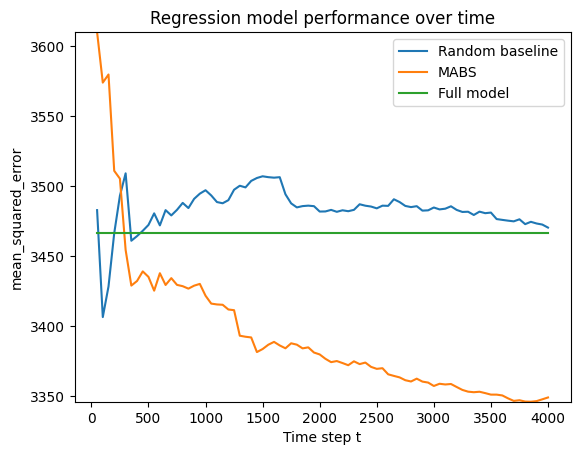 Regression model performance over time
mean_squared_error
3600
3550
3500
3450
3400
3350
Random baseline
MABS
Full model
0 500 1000 1500 2000 2500 3000 3500 4000
Time step t